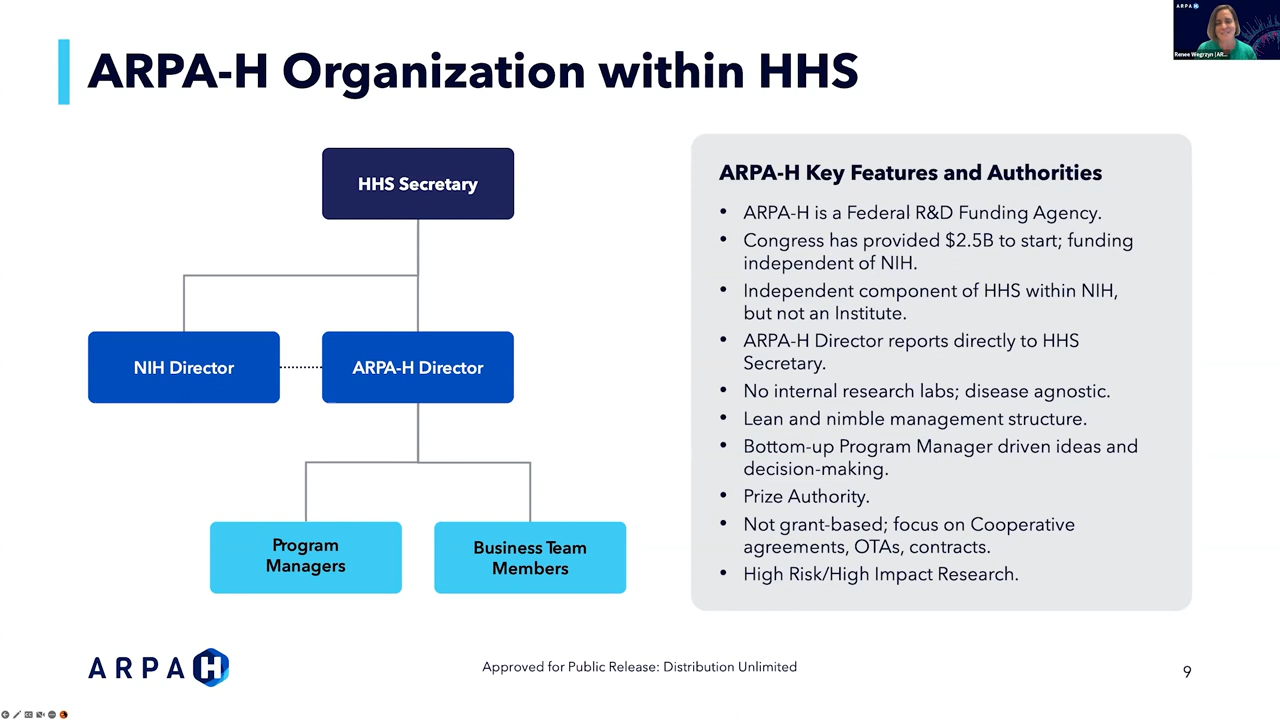 ARPA-H Organization within HHS
ARPA H
Renee Wegrzyn (AR...
HHS Secretary
NIH Director
ARPA-H Director
Program
Managers
Business Team
Members
ARPA-H Key Features and Authorities
• ARPA-H is a Federal R&D Funding Agency.
• Congress has provided $2.5B to start; funding
independent of NIH.
• Independent component of HHS within NIH,
but not an Institute.
• ARPA-H Director reports directly to HHS
Secretary.
• No internal research labs; disease agnostic.
• Lean and nimble management structure.
• Bottom-up Program Manager driven ideas and
decision-making.
• Prize Authority.
• Not grant-based; focus on Cooperative
agreements, OTAs, contracts.
• High Risk/High Impact Research.
ARPA H
Approved for Public Release: Distribution Unlimited
9